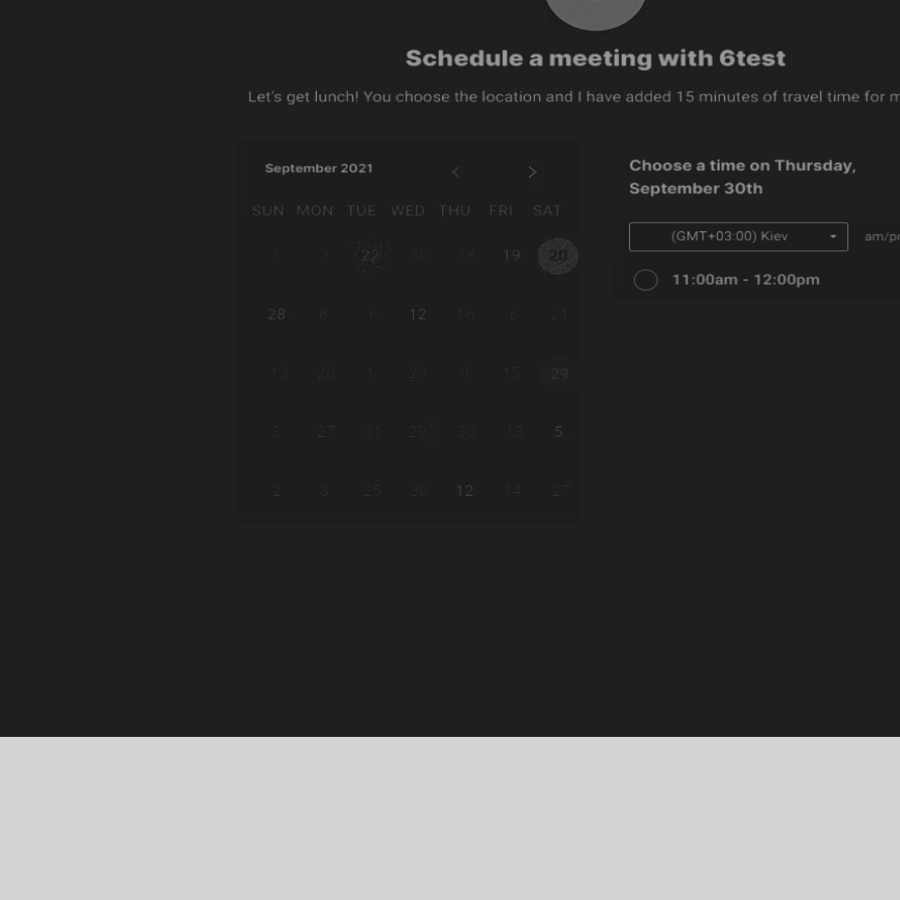 Schedule a meeting with 6test
Let's get lunch! You choose the location and I have added 15 minutes of travel time for m
September 2021 < >
SUN MON TUE WED THU FRI SAT
1 3 22 30 18 19 20
28 8 6 12 16 6 21
13 20 1 23 9 15 29
27 31 29 30 13 5
2 3 25 30 12 14 27
Choose a time on Thursday,
September 30th
(GMT+03:00) Kiev am/p
11:00am - 12:00pm